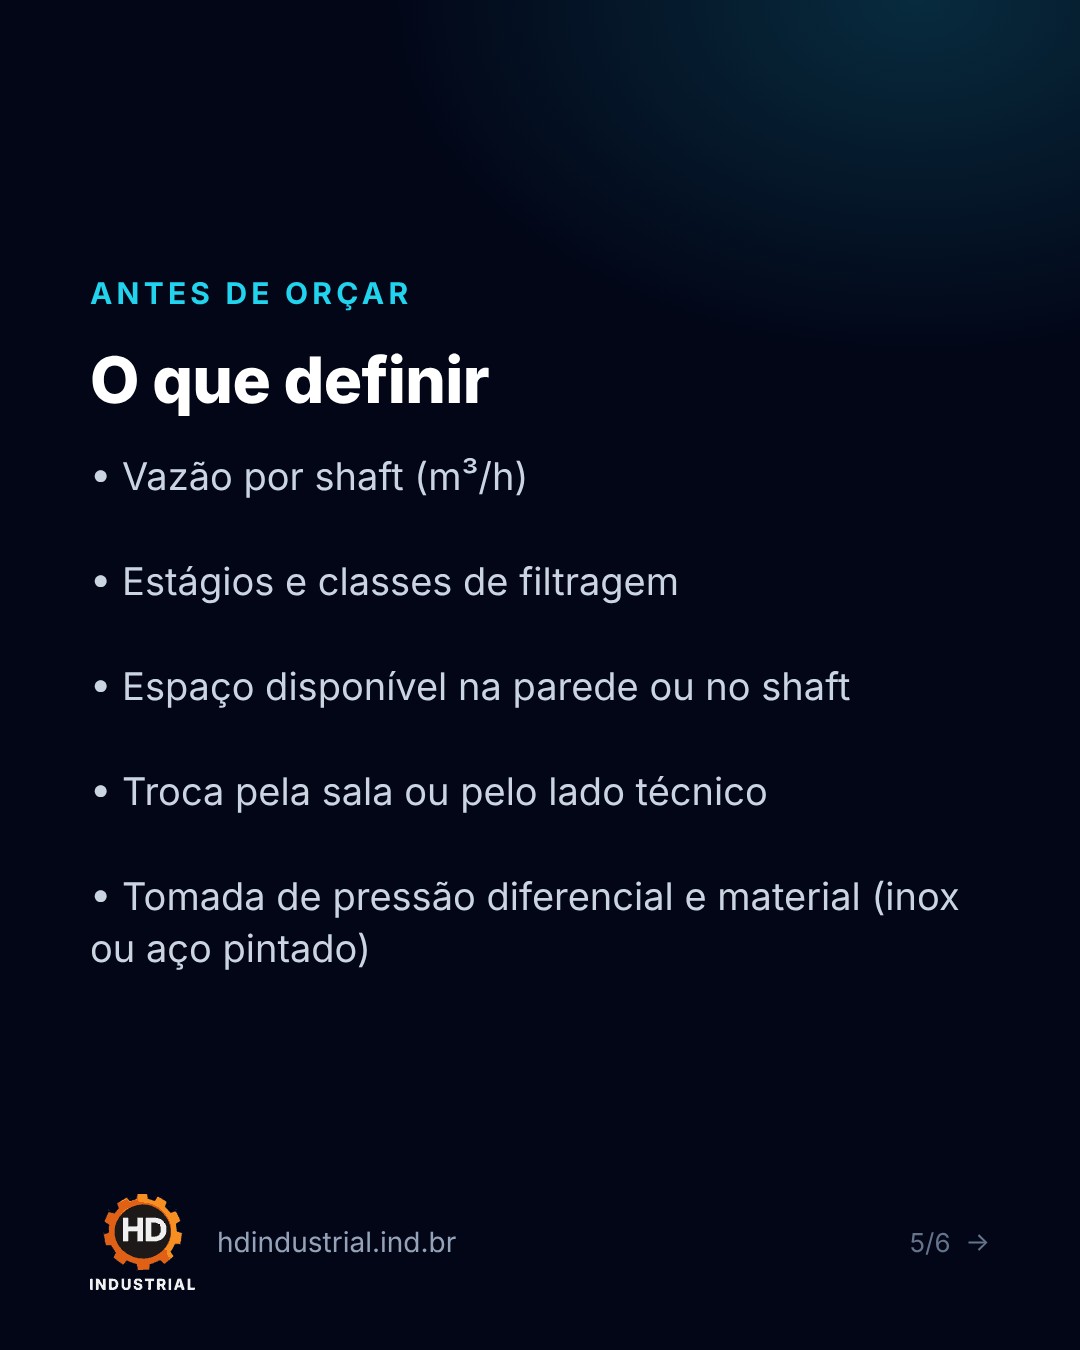 ANTES DE ORÇAR
O que definir
• Vazão por shaft (m³/h)
• Estágios e classes de filtragem
• Espaço disponível na parede ou no shaft
• Troca pela sala ou pelo lado técnico
• Tomada de pressão diferencial e material (inox
ou aço pintado)
HD
INDUSTRIAL
hdindustrial.ind.br
5/6 →